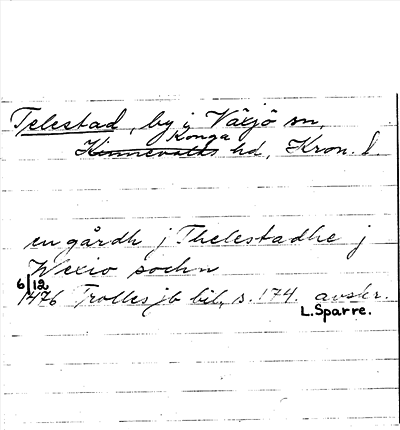 Telestad, by i Växjö sn,
Konga
Kinnevalds hd, Kron. l.
en gårdh j Thelestadhe j
Wexio sochn
6/12
1476 Trolles jb bil, s. 174. avskr.
L. Sparre.